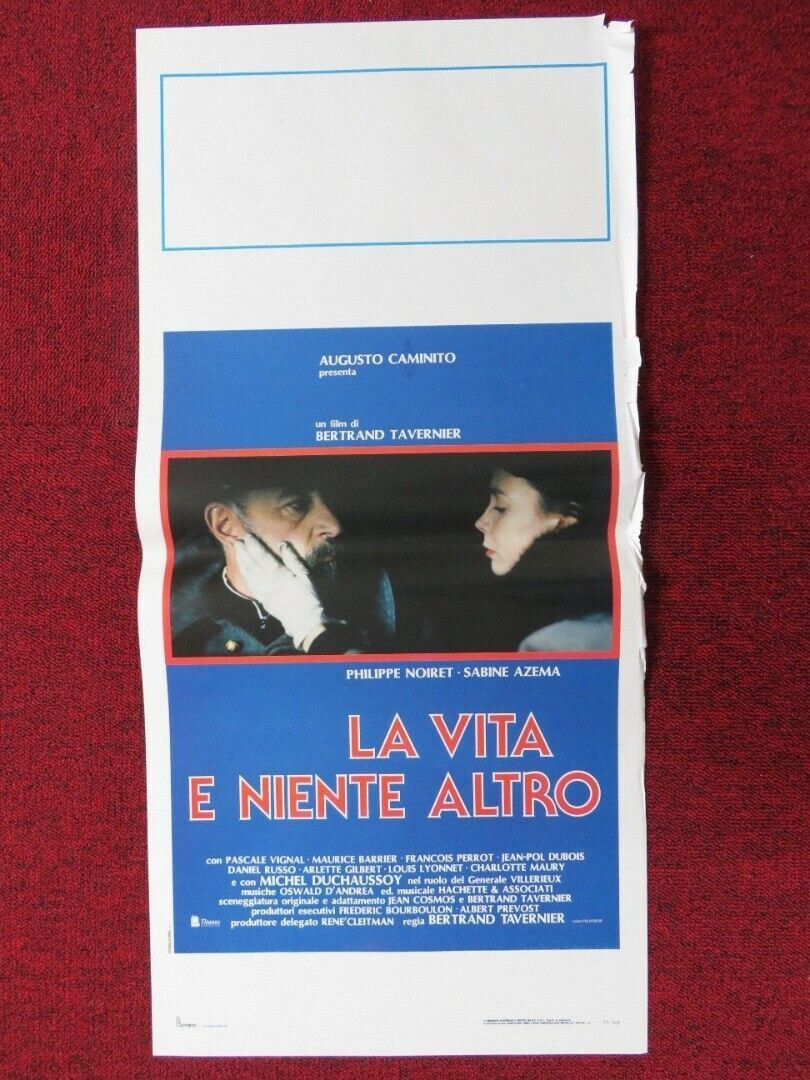 AUGUSTO CAMINITO
presenta
un film di
BERTRAND TAVERNIER
PHILIPPE NOIRET · SABINE AZEMA
LA VITA
E NIENTE ALTRO
con PASCALE VIGNAL · MAURICE BARRIER · FRANCOIS PERROT · JEAN-POL DUBOIS
DANIEL RUSSO · ARLETTE GILBERT · LOUIS LYONNET · CHARLOTTE MAURY
e con MICHEL DUCHAUSSOY nel ruolo del Generale VILLERIEUX
musiche OSWALD D'ANDREA ed. musicale HACHETTE & ASSOCIATI
sceneggiatura originale e adattamento JEAN COSMOS e BERTRAND TAVERNIER
produttori esecutivi FREDERIC BOURBOULON · ALBERT PREVOST
produttore delegato RENE' CLEITMAN regia BERTRAND TAVERNIER